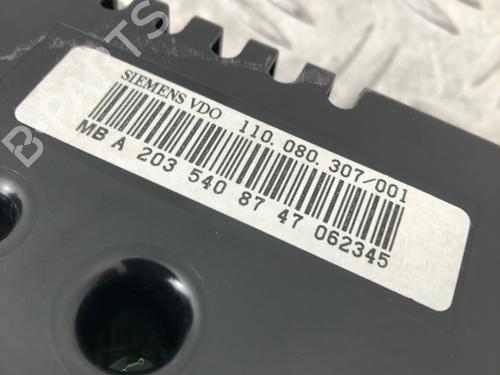 SIEMENS VDO 110.080.307/001
MB A 203 540 87 47 062345